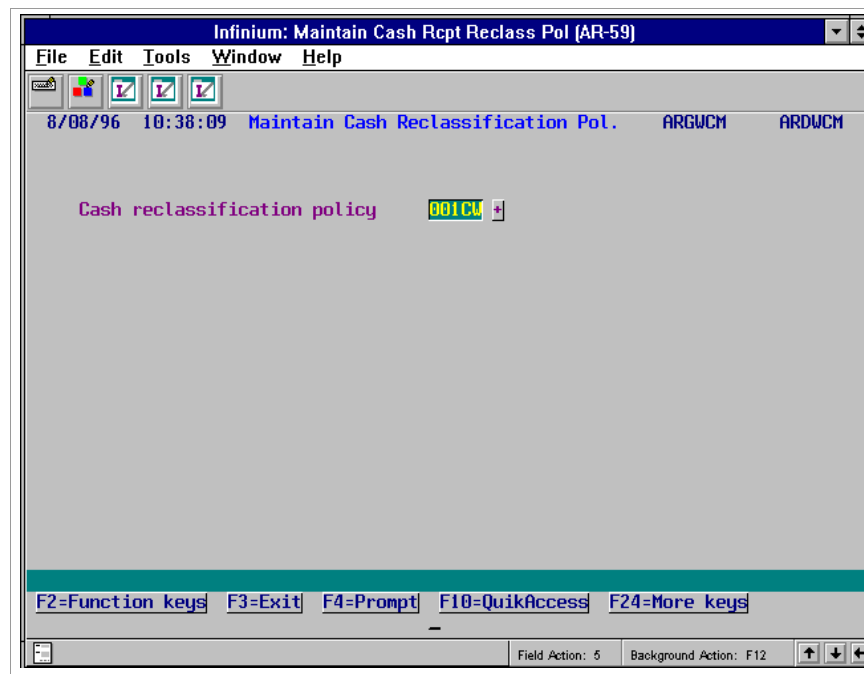 Infinium: Maintain Cash Rcpt Reclass Pol (AR-59)
File Edit Tools Window Help
8/08/96 10:38:09 Maintain Cash Reclassification Pol. ARGWCM ARDWCM
Cash reclassification policy 001CW +
F2=Function keys F3=Exit F4=Prompt F10=QuikAccess F24=More keys
Field Action: 5 Background Action: F12